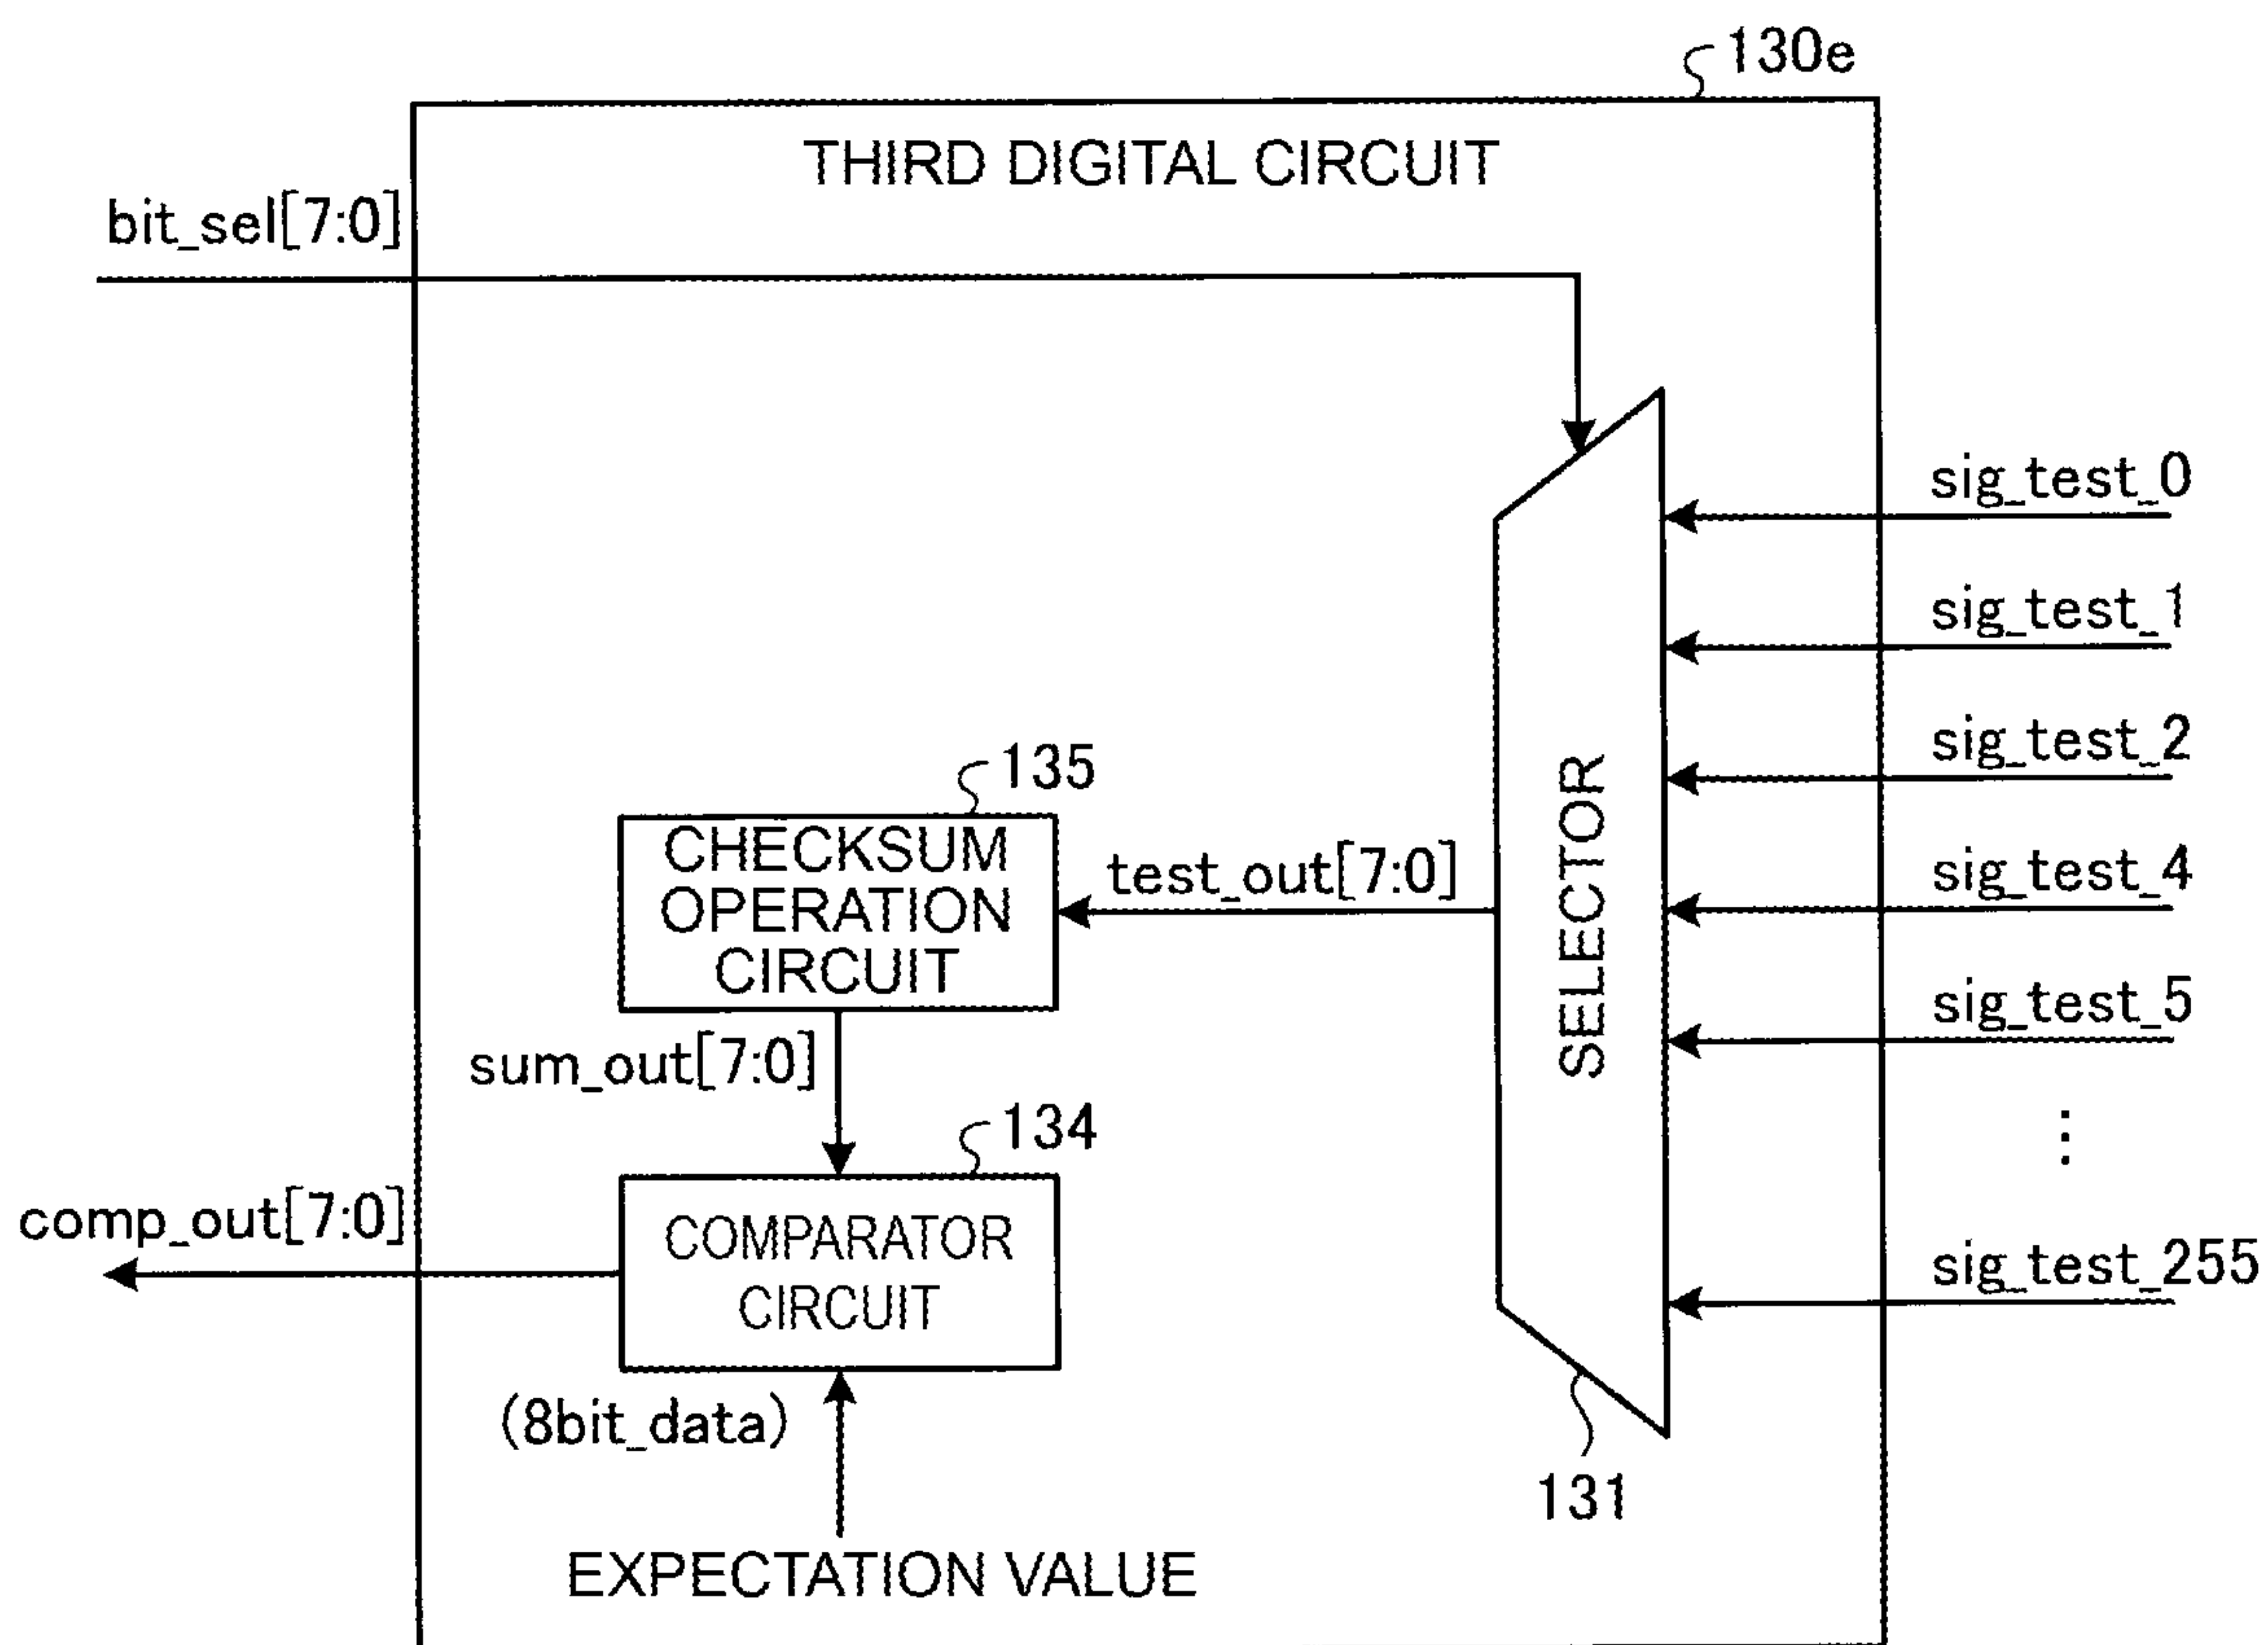 130e
THIRD DIGITAL CIRCUIT
bit_sel[7:0]
sig_test_0
sig_test_1
sig_test_2
135
CHECKSUM
OPERATION
CIRCUIT
test_out[7:0]
SELECTOR
sig_test_4
sig_test_5
sum_out[7:0]
134
⋮
comp_out[7:0]
COMPARATOR
CIRCUIT
sig_test_255
(8bit_data)
131
EXPECTATION VALUE